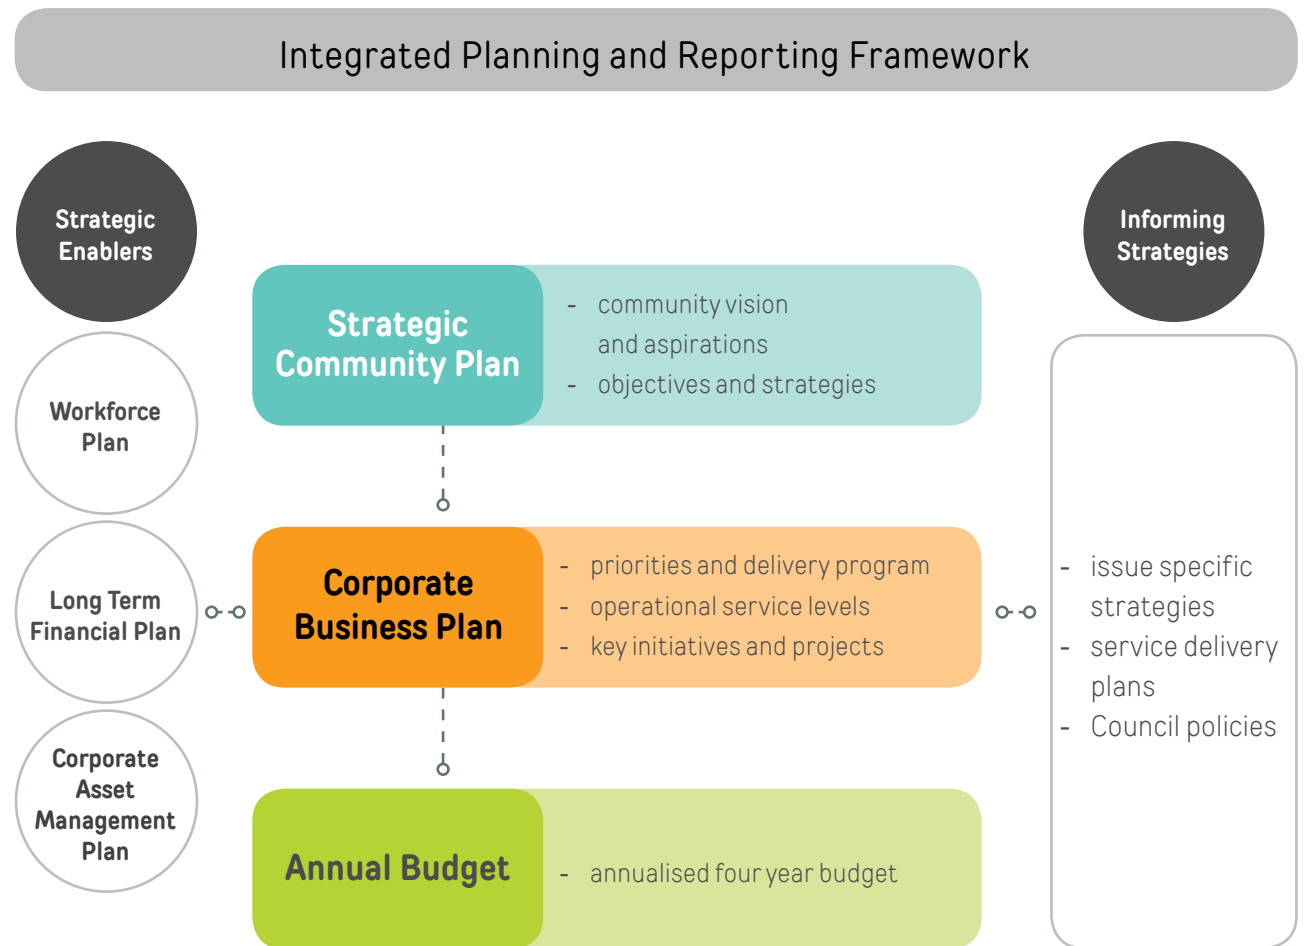 Integrated Planning and Reporting Framework
Strategic
Enablers
Workforce
Plan
Long Term
Financial Plan
Corporate
Asset
Management
Plan
Strategic
Community Plan
- community vision
and aspirations
- objectives and strategies
Corporate
Business Plan
- priorities and delivery program
- operational service levels
- key initiatives and projects
Annual Budget
- annualised four year budget
Informing
Strategies
- issue specific
strategies
- service delivery
plans
- Council policies